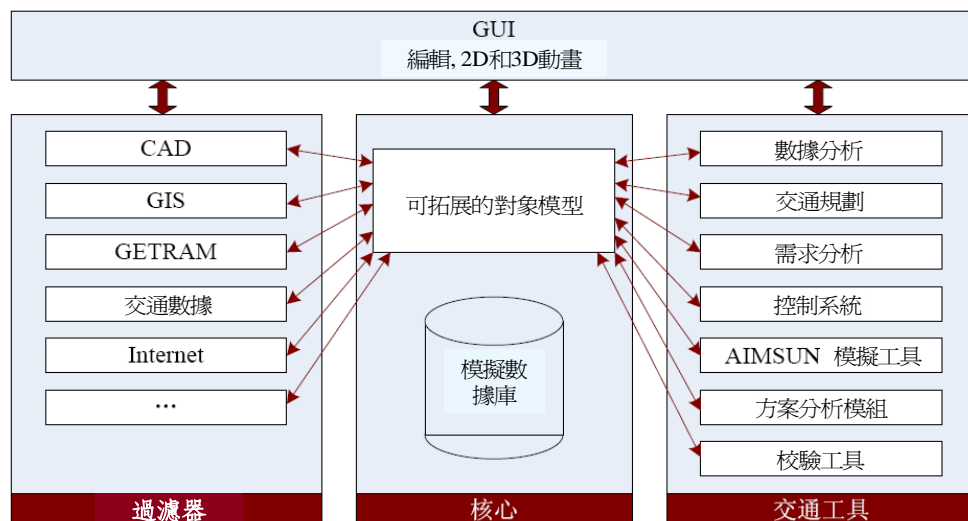 GUI
編輯, 2D和3D動畫
CAD
GIS
GETRAM
交通數據
Internet
…
過濾器
可拓展的對象模型
模擬數
據庫
核心
數據分析
交通規劃
需求分析
控制系統
AIMSUN 模擬工具
方案分析模組
校驗工具
交通工具